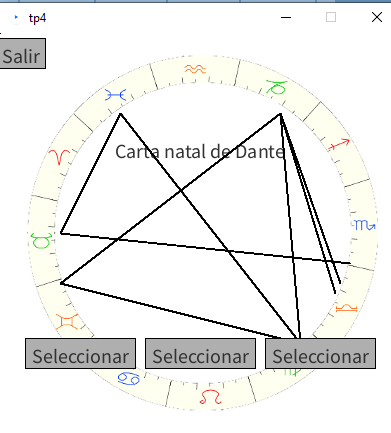 tp4
Salir
Carta natal de Dante
Seleccionar
Seleccionar
Seleccionar